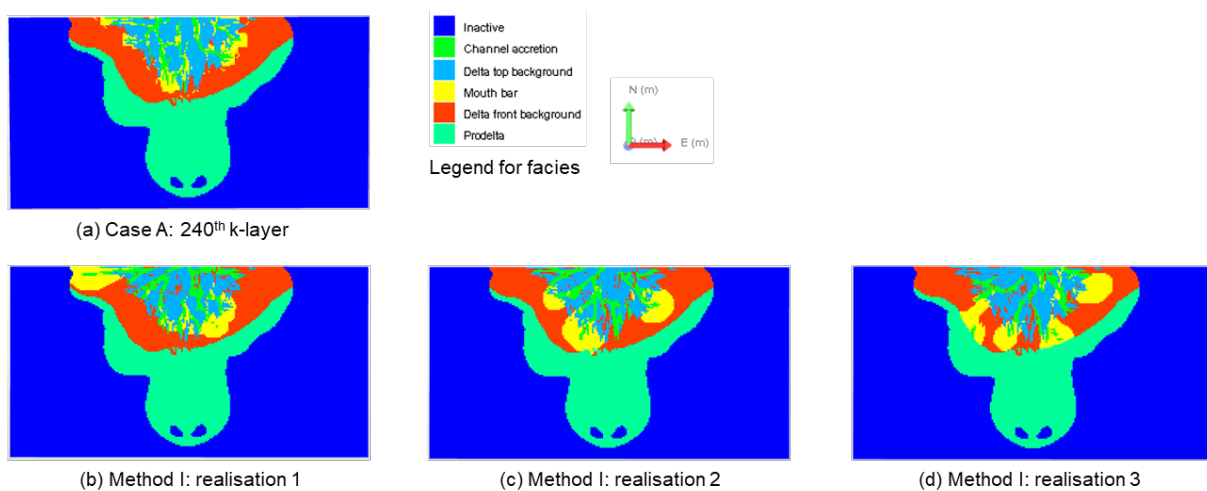 Inactive
Channel accretion
Delta top background
Mouth bar
Delta front background
Prodelta
N (m)
(m)
E (m)
Legend for facies
(a) Case A: 240th k-layer
(b) Method I: realisation 1
(c) Method I: realisation 2
(d) Method I: realisation 3